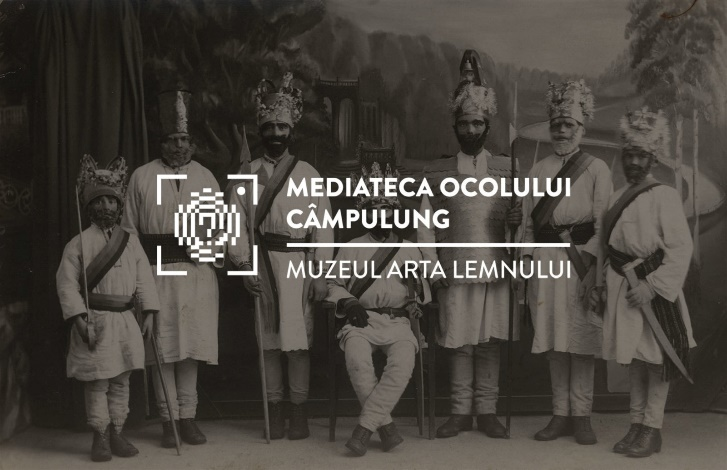 MEDIATECA OCOLULUI
CÂMPULUNG
MUZEUL ARTA LEMNULUI